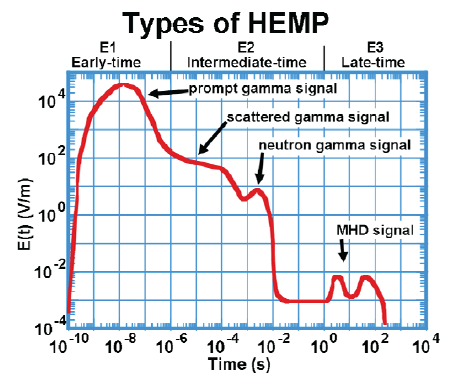 Types of HEMP
E1 E2 E3
Early-time Intermediate-time Late-time
prompt gamma signal
scattered gamma signal
neutron gamma signal
MHD signal
E(t) (V/m)
10^4
10^2
10^0
10^-2
10^-4
10^-10 10^-8 10^-6 10^-4 10^-2 10^0 10^2 10^4
Time (s)